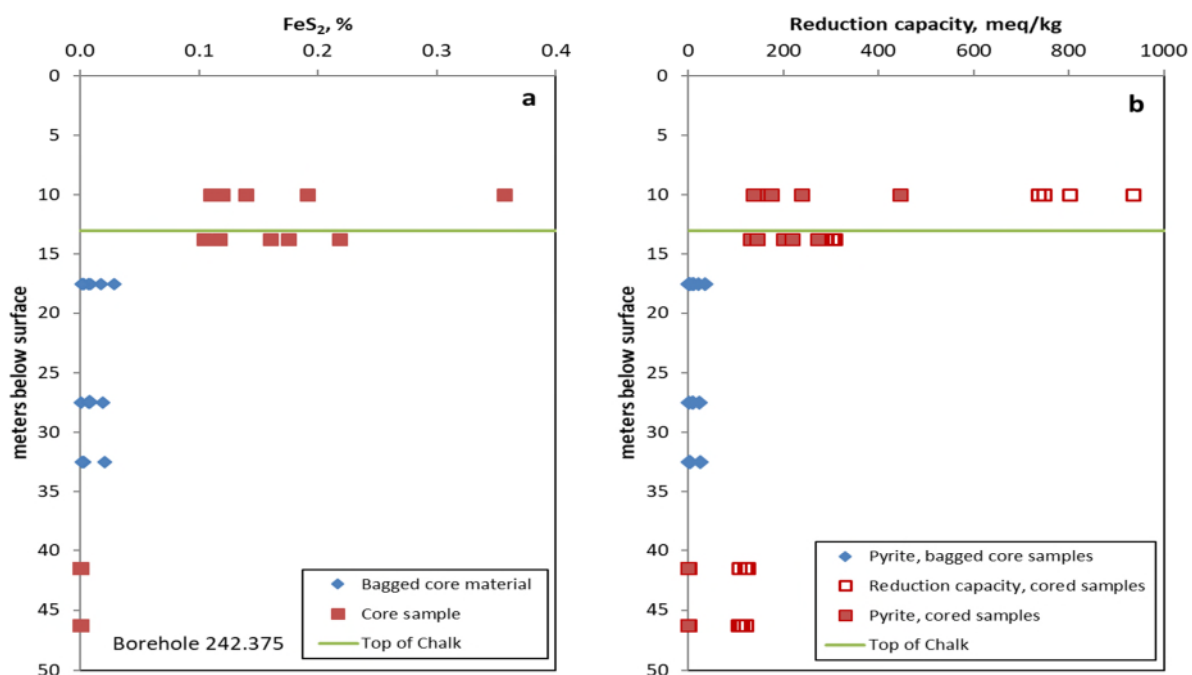 FeS₂, %
0.0 0.1 0.2 0.3 0.4
a
0
5
10
15
20
25
30
35
40
45
50
meters below surface
Bagged core material
Core sample
Top of Chalk
Borehole 242.375
Reduction capacity, meq/kg
0 200 400 600 800 1000
b
0
5
10
15
20
25
30
35
40
45
50
meters below surface
Pyrite, bagged core samples
Reduction capacity, cored samples
Pyrite, cored samples
Top of Chalk